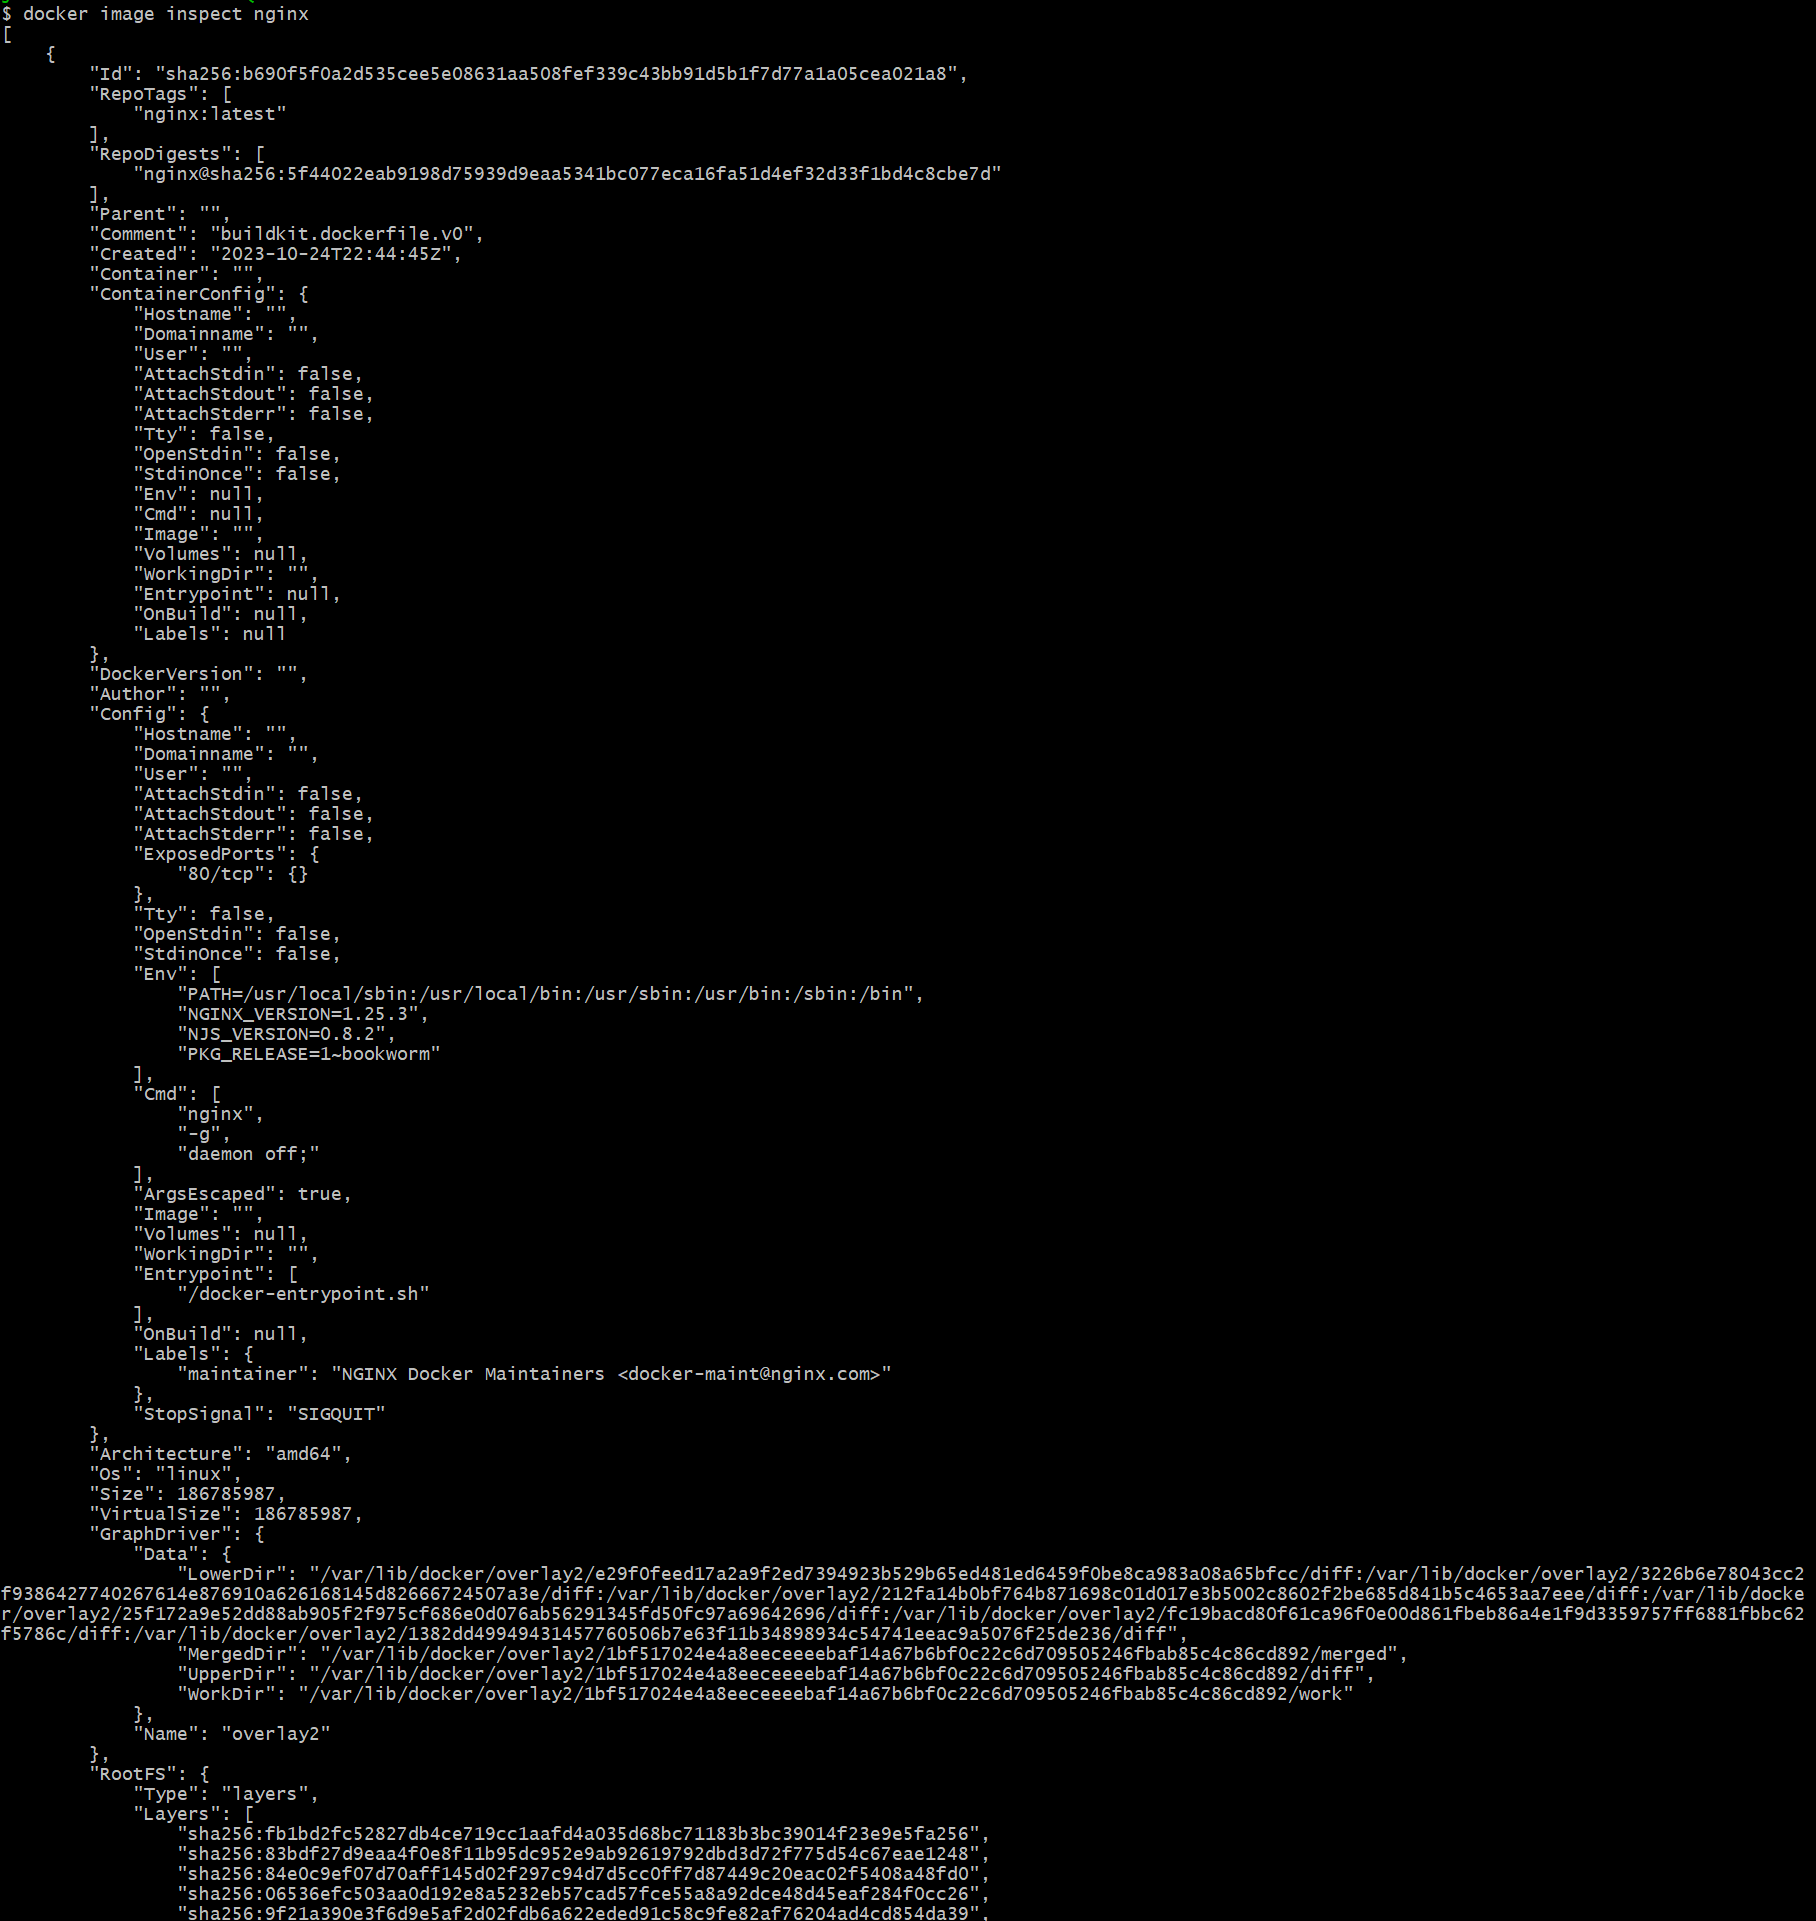 $ docker image inspect nginx
[
    {
        "Id": "sha256:b690f5f0a2d535cee5e08631aa508fef339c43bb91d5b1f7d77a1a05cea021a8",
        "RepoTags": [
            "nginx:latest"
        ],
        "RepoDigests": [
            "nginx@sha256:5f44022eab9198d75939d9eaa5341bc077eca16fa51d4ef32d33f1bd4c8cbe7d"
        ],
        "Parent": "",
        "Comment": "buildkit.dockerfile.v0",
        "Created": "2023-10-24T22:44:45Z",
        "Container": "",
        "ContainerConfig": {
            "Hostname": "",
            "Domainname": "",
            "User": "",
            "AttachStdin": false,
            "AttachStdout": false,
            "AttachStderr": false,
            "Tty": false,
            "OpenStdin": false,
            "StdinOnce": false,
            "Env": null,
            "Cmd": null,
            "Image": "",
            "Volumes": null,
            "WorkingDir": "",
            "Entrypoint": null,
            "OnBuild": null,
            "Labels": null
        },
        "DockerVersion": "",
        "Author": "",
        "Config": {
            "Hostname": "",
            "Domainname": "",
            "User": "",
            "AttachStdin": false,
            "AttachStdout": false,
            "AttachStderr": false,
            "ExposedPorts": {
                "80/tcp": {}
            },
            "Tty": false,
            "OpenStdin": false,
            "StdinOnce": false,
            "Env": [
                "PATH=/usr/local/sbin:/usr/local/bin:/usr/sbin:/usr/bin:/sbin:/bin",
                "NGINX_VERSION=1.25.3",
                "NJS_VERSION=0.8.2",
                "PKG_RELEASE=1~bookworm"
            ],
            "Cmd": [
                "nginx",
                "-g",
                "daemon off;"
            ],
            "ArgsEscaped": true,
            "Image": "",
            "Volumes": null,
            "WorkingDir": "",
            "Entrypoint": [
                "/docker-entrypoint.sh"
            ],
            "OnBuild": null,
            "Labels": {
                "maintainer": "NGINX Docker Maintainers <docker-maint@nginx.com>"
            },
            "StopSignal": "SIGQUIT"
        },
        "Architecture": "amd64",
        "Os": "linux",
        "Size": 186785987,
        "VirtualSize": 186785987,
        "GraphDriver": {
            "Data": {
                "LowerDir": "/var/lib/docker/overlay2/e29f0feed17a2a9f2ed7394923b529b65ed481ed6459f0be8ca983a08a65bfcc/diff:/var/lib/docker/overlay2/3226b6e78043cc2
f9386427740267614e876910a626168145d82666724507a3e/diff:/var/lib/docker/overlay2/212fa14b0bf764b871698c01d017e3b5002c8602f2be685d841b5c4653aa7eee/diff:/var/lib/docke
r/overlay2/25f172a9e52dd88ab905f2f975cf686e0d076ab56291345fd50fc97a69642696/diff:/var/lib/docker/overlay2/fc19bacd80f61ca96f0e00d861fbeb86a4e1f9d3359757ff6881fbbc62
f5786c/diff:/var/lib/docker/overlay2/1382dd49949431457760506b7e63f11b34898934c54741eeac9a5076f25de236/diff",
                "MergedDir": "/var/lib/docker/overlay2/1bf517024e4a8eeceeeebaf14a67b6bf0c22c6d709505246fbab85c4c86cd892/merged",
                "UpperDir": "/var/lib/docker/overlay2/1bf517024e4a8eeceeeebaf14a67b6bf0c22c6d709505246fbab85c4c86cd892/diff",
                "WorkDir": "/var/lib/docker/overlay2/1bf517024e4a8eeceeeebaf14a67b6bf0c22c6d709505246fbab85c4c86cd892/work"
            },
            "Name": "overlay2"
        },
        "RootFS": {
            "Type": "layers",
            "Layers": [
                "sha256:fb1bd2fc52827db4ce719cc1aafd4a035d68bc71183b3bc39014f23e9e5fa256",
                "sha256:83bdf27d9eaa4f0e8f11b95dc952e9ab92619792dbd3d72f775d54c67eae1248",
                "sha256:84e0c9ef07d70aff145d02f297c94d7d5cc0ff7d87449c20eac02f5408a48fd0",
                "sha256:06536efc503aa0d192e8a5232eb57cad57fce55a8a92dce48d45eaf284f0cc26",
                "sha256:9f21a390e3f6d9e5af2d02fdb6a622eded91c58c9fe82af76204ad4cd854da39",